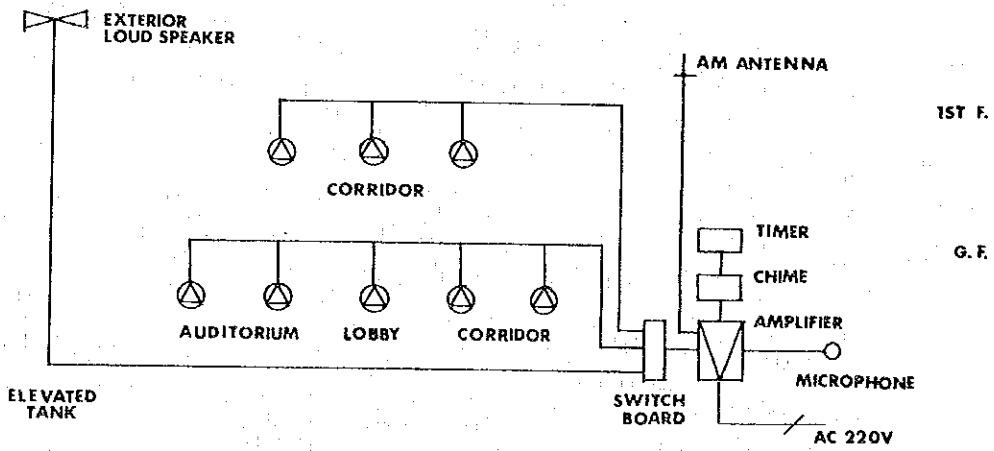 EXTERIOR
LOUD SPEAKER
AM ANTENNA
1ST F.
CORRIDOR
TIMER
G.F.
CHIME
AMPLIFIER
AUDITORIUM
LOBBY
CORRIDOR
MICROPHONE
ELEVATED
TANK
SWITCH
BOARD
AC 220V